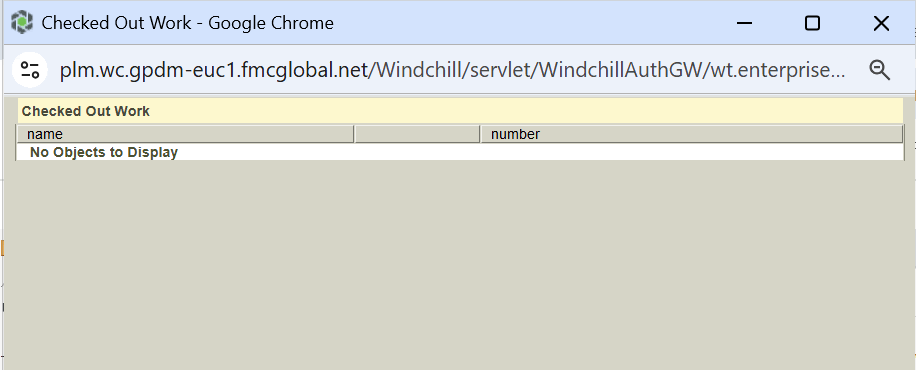 Checked Out Work - Google Chrome
plm.wc.gpdm-euc1.fmcglobal.net/Windchill/servlet/WindchillAuthGW/wt.enterprise...
Checked Out Work
name number
No Objects to Display